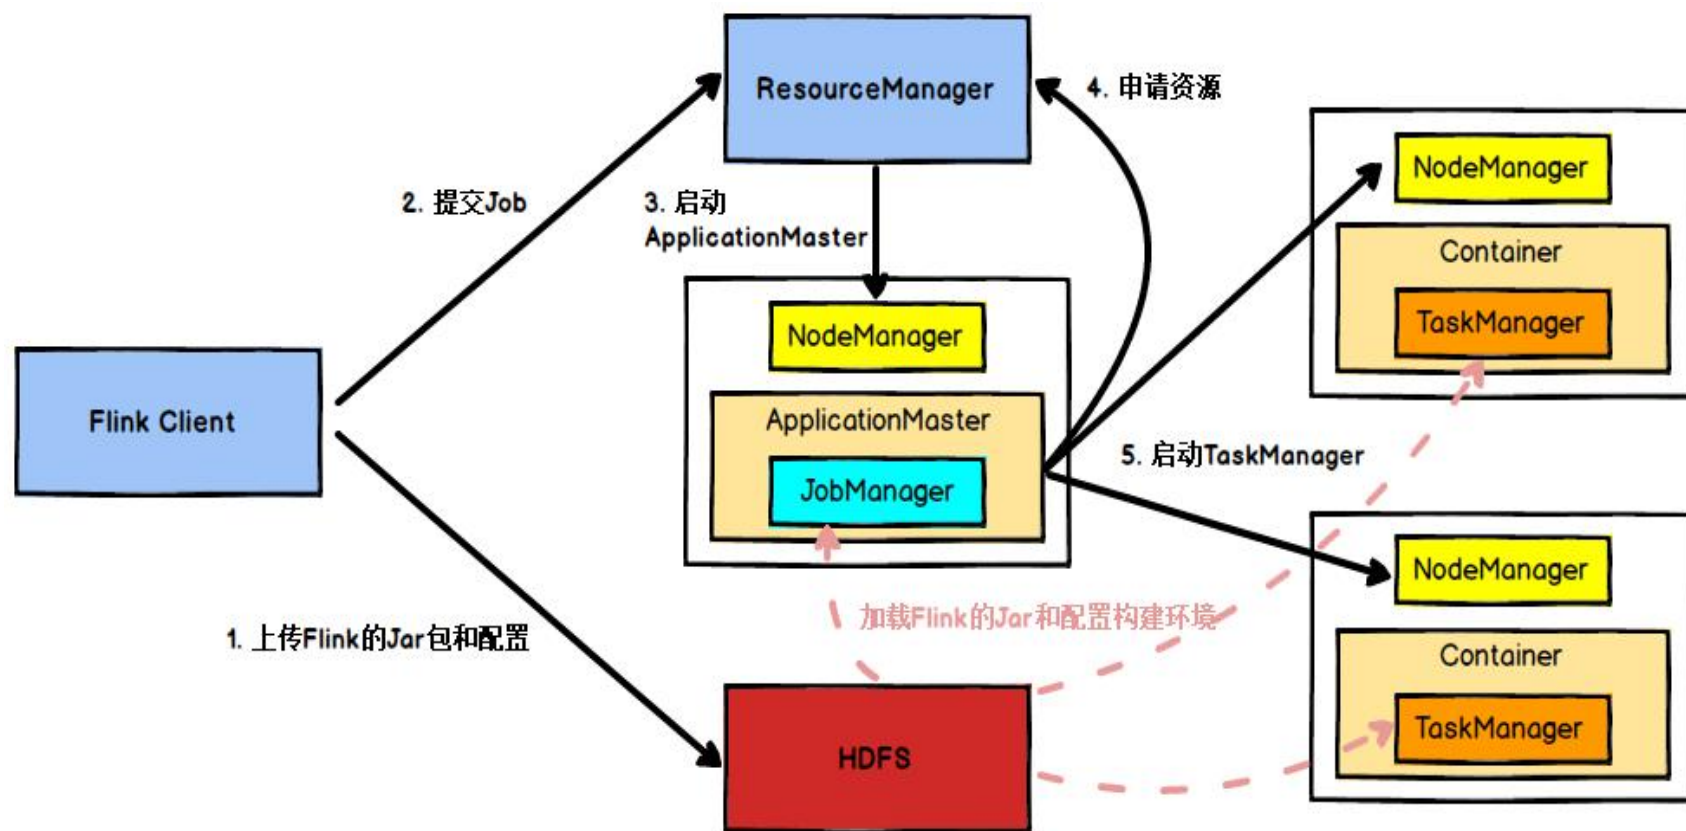 ResourceManager
4. 申请资源
NodeManager
2. 提交Job
3. 启动
ApplicationMaster
Container
TaskManager
NodeManager
Flink Client
ApplicationMaster
JobManager
5. 启动TaskManager
NodeManager
加载Flink的Jar和配置构建环境
1. 上传Flink的Jar包和配置
Container
TaskManager
HDFS